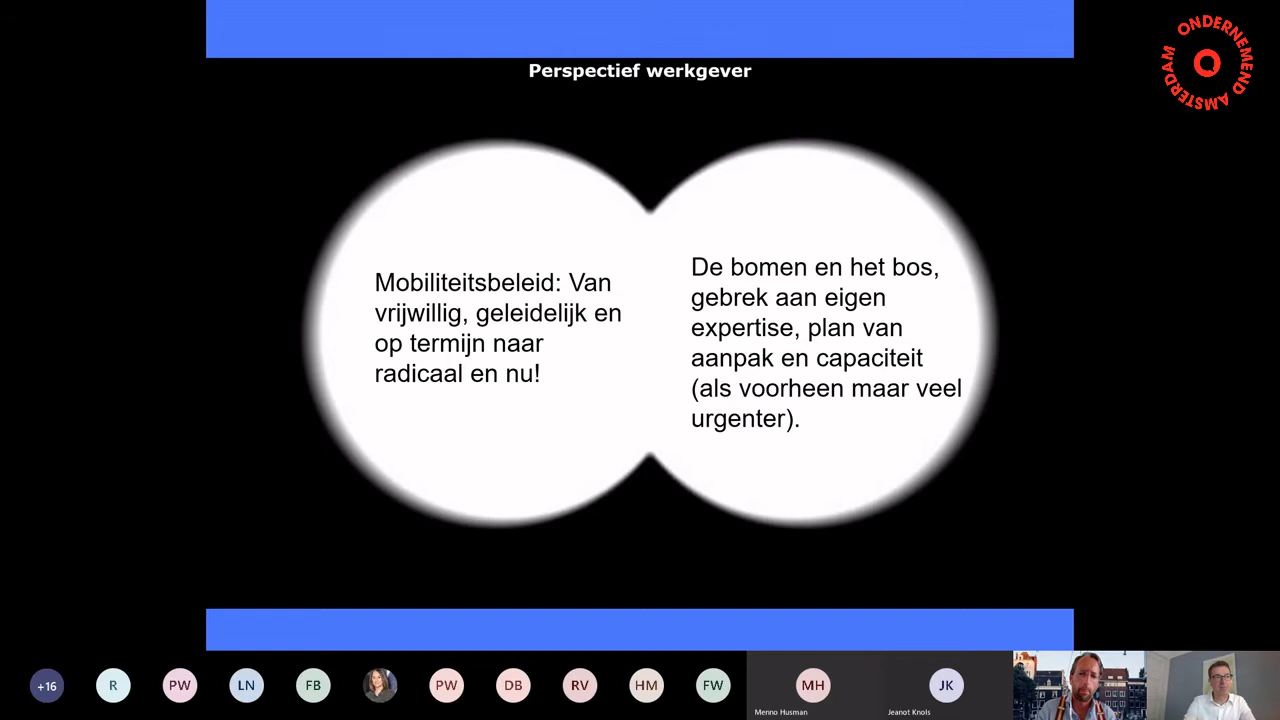 Perspectief werkgever
ONDERNEMEND AMSTERDAM
Mobiliteitsbeleid: Van
vrijwillig, geleidelijk en
op termijn naar
radicaal en nu!
De bomen en het bos,
gebrek aan eigen
expertise, plan van
aanpak en capaciteit
(als voorheen maar veel
urgenter).
+16
R
PW
LN
FB
PW
DB
RV
HM
FW
MH
Menno Husman
JK
Jeanot Knols